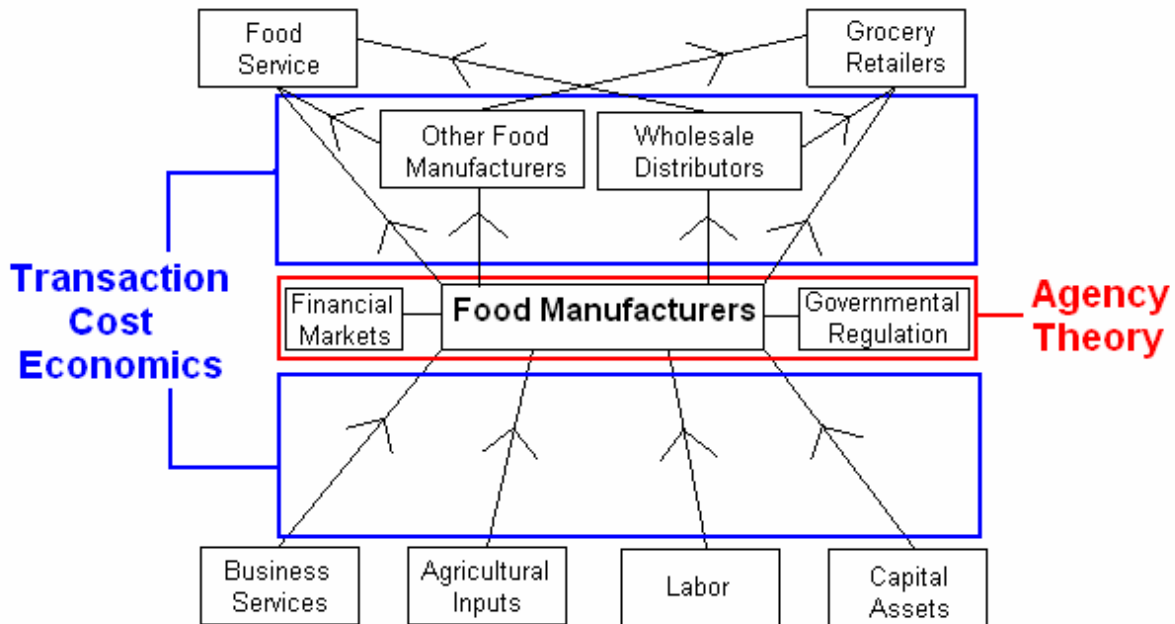 Food
Service
Grocery
Retailers
Other Food
Manufacturers
Wholesale
Distributors
Transaction
Cost
Economics
Financial
Markets
Food Manufacturers
Governmental
Regulation
Agency
Theory
Business
Services
Agricultural
Inputs
Labor
Capital
Assets